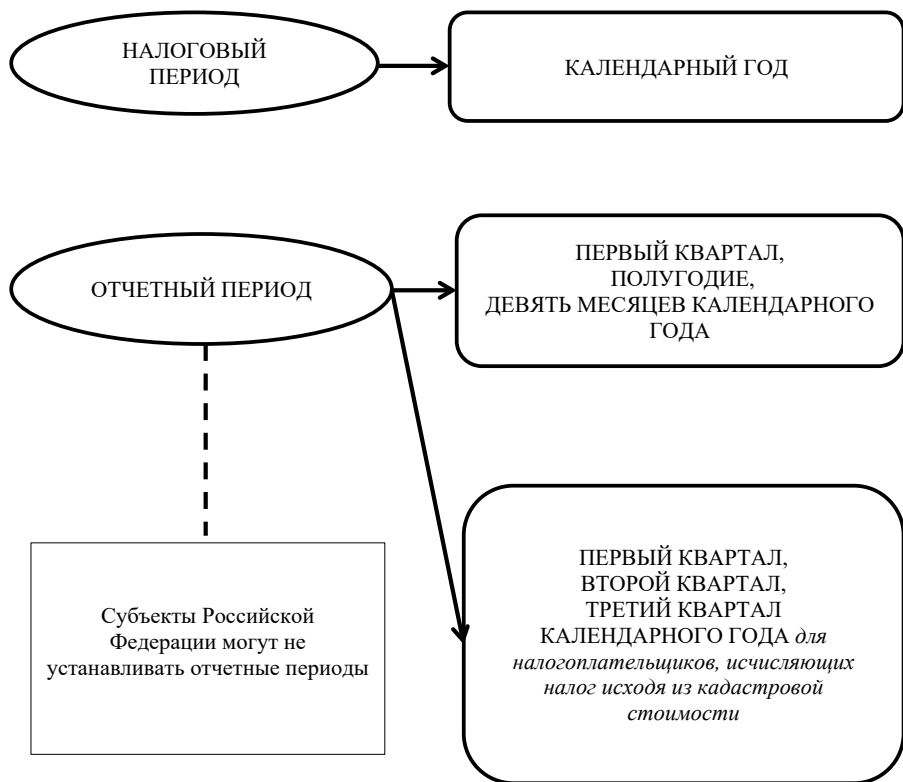 НАЛОГОВЫЙ
ПЕРИОД
КАЛЕНДАРНЫЙ ГОД
ОТЧЕТНЫЙ ПЕРИОД
ПЕРВЫЙ КВАРТАЛ,
ПОЛУГОДИЕ,
ДЕВЯТЬ МЕСЯЦЕВ КАЛЕНДАРНОГО
ГОДА
Субъекты Российской
Федерации могут не
устанавливать отчетные периоды
ПЕРВЫЙ КВАРТАЛ,
ВТОРОЙ КВАРТАЛ,
ТРЕТИЙ КВАРТАЛ
КАЛЕНДАРНОГО ГОДА для
налогоплательщиков, исчисляющих
налог исходя из кадастровой
стоимости